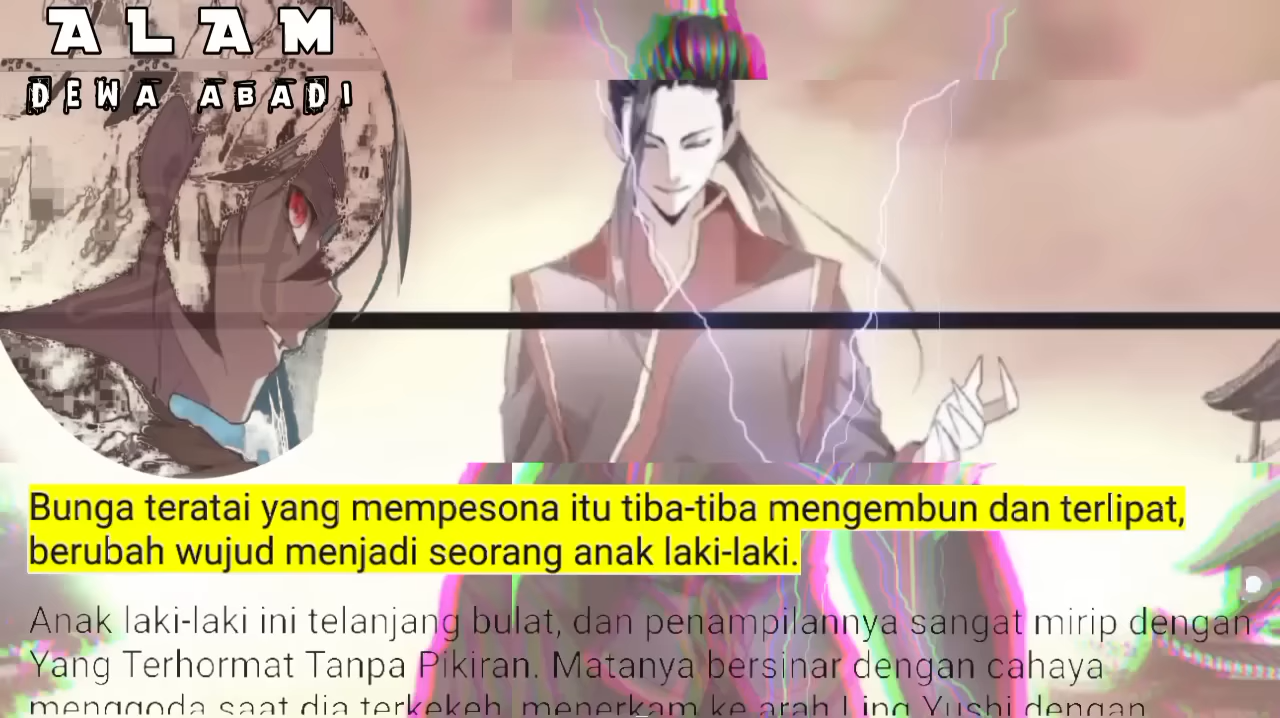 ALAM
DEWA ABADI
Bunga teratai yang mempesona itu tiba-tiba mengembun dan terlipat,
berubah wujud menjadi seorang anak laki-laki.
Anak laki-laki ini telanjang bulat, dan penampilannya sangat mirip dengan
Yang Terhormat Tanpa Pikiran. Matanya bersinar dengan cahaya
menggoda saat dia terkekeh, menerkam ke arah Ling Yushi dengan